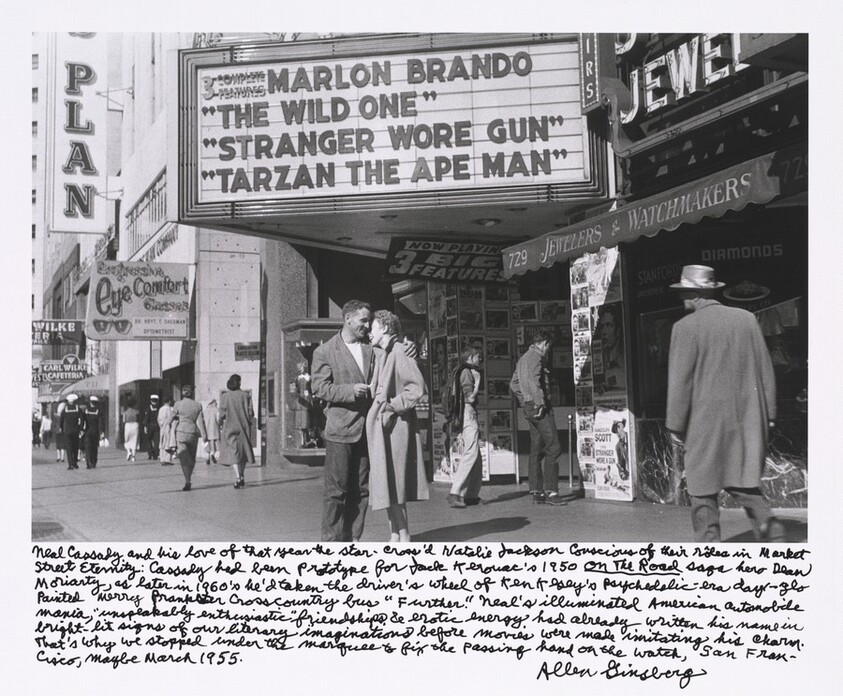 PLAN
3 COMPLETE FEATURES
MARLON BRANDO
"THE WILD ONE"
"STRANGER WORE GUN"
"TARZAN THE APE MAN"
IRS
JEWEL
729 JEWELERS & WATCHMAKERS 729
NOW PLAYING
3 BIG
FEATURES
DIAMONDS
STANFORD
Eye Comfort
Glasses
OPTOMETRIST
WILKE
CARL WILKE
CAFETERIA
SCOTT
STRANGER
WORE A GUN
Neal Cassady and his love of that year the star-cross'd Natalie Jackson Conscious of their rôles in Market
Street Eternity: Cassady had been prototype for Jack Kerouac's 1950 On The Road saga hero Dean
Moriarty, as later in 1960's he'd taken the driver's wheel of Ken Kesey's psychedelic-era day-glo
Painted merry prankster Crosscountry bus "Further." Neal's illuminated American automobile
mania, "unspeakably enthusiastic" friendships & erotic energy had already written his name in
bright-lit signs of our literary imaginations before movies were made imitating his charm.
That's why we stopped under the marquee to fix the passing hand on the watch, San Fran-
cisco, maybe March 1955.
Allen Ginsberg